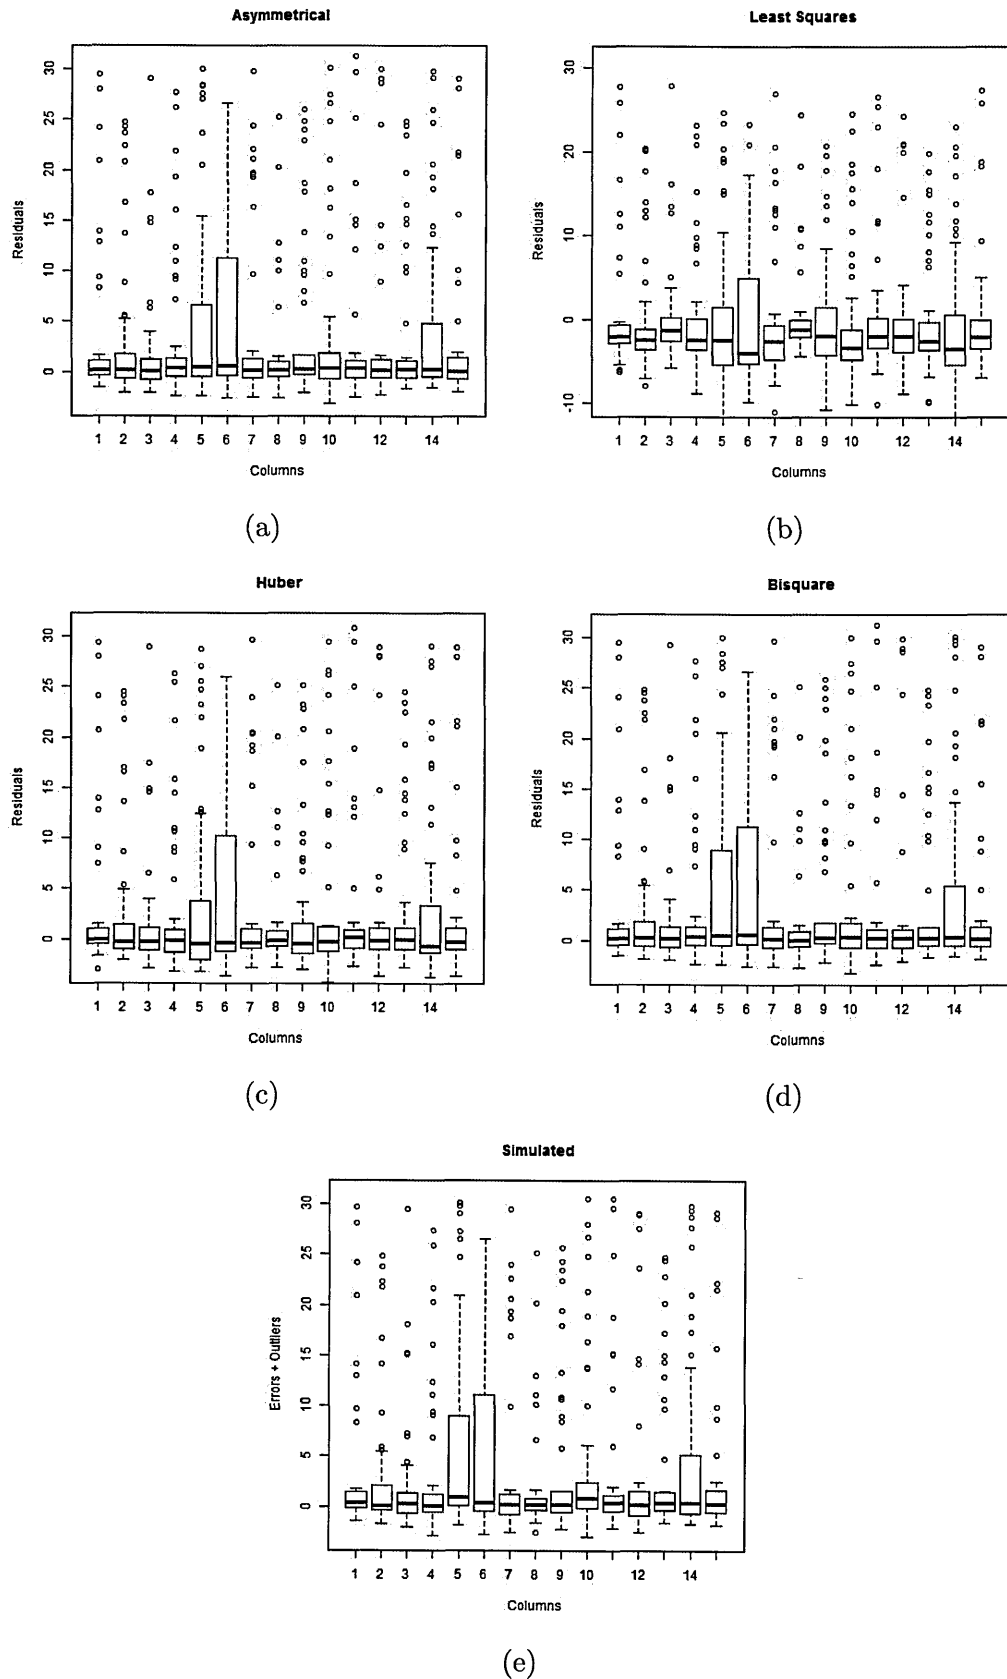 Asymmetrical
Residuals
30
25
20
15
10
5
0
1 2 3 4 5 6 7 8 9 10 12 14
Columns
(a)
Least Squares
Residuals
30
20
10
0
-10
1 2 3 4 5 6 7 8 9 10 12 14
Columns
(b)
Huber
Residuals
30
25
20
15
10
5
0
1 2 3 4 5 6 7 8 9 10 12 14
Columns
(c)
Bisquare
Residuals
30
25
20
15
10
5
0
1 2 3 4 5 6 7 8 9 10 12 14
Columns
(d)
Simulated
Errors + Outliers
30
25
20
15
10
5
0
1 2 3 4 5 6 7 8 9 10 12 14
Columns
(e)